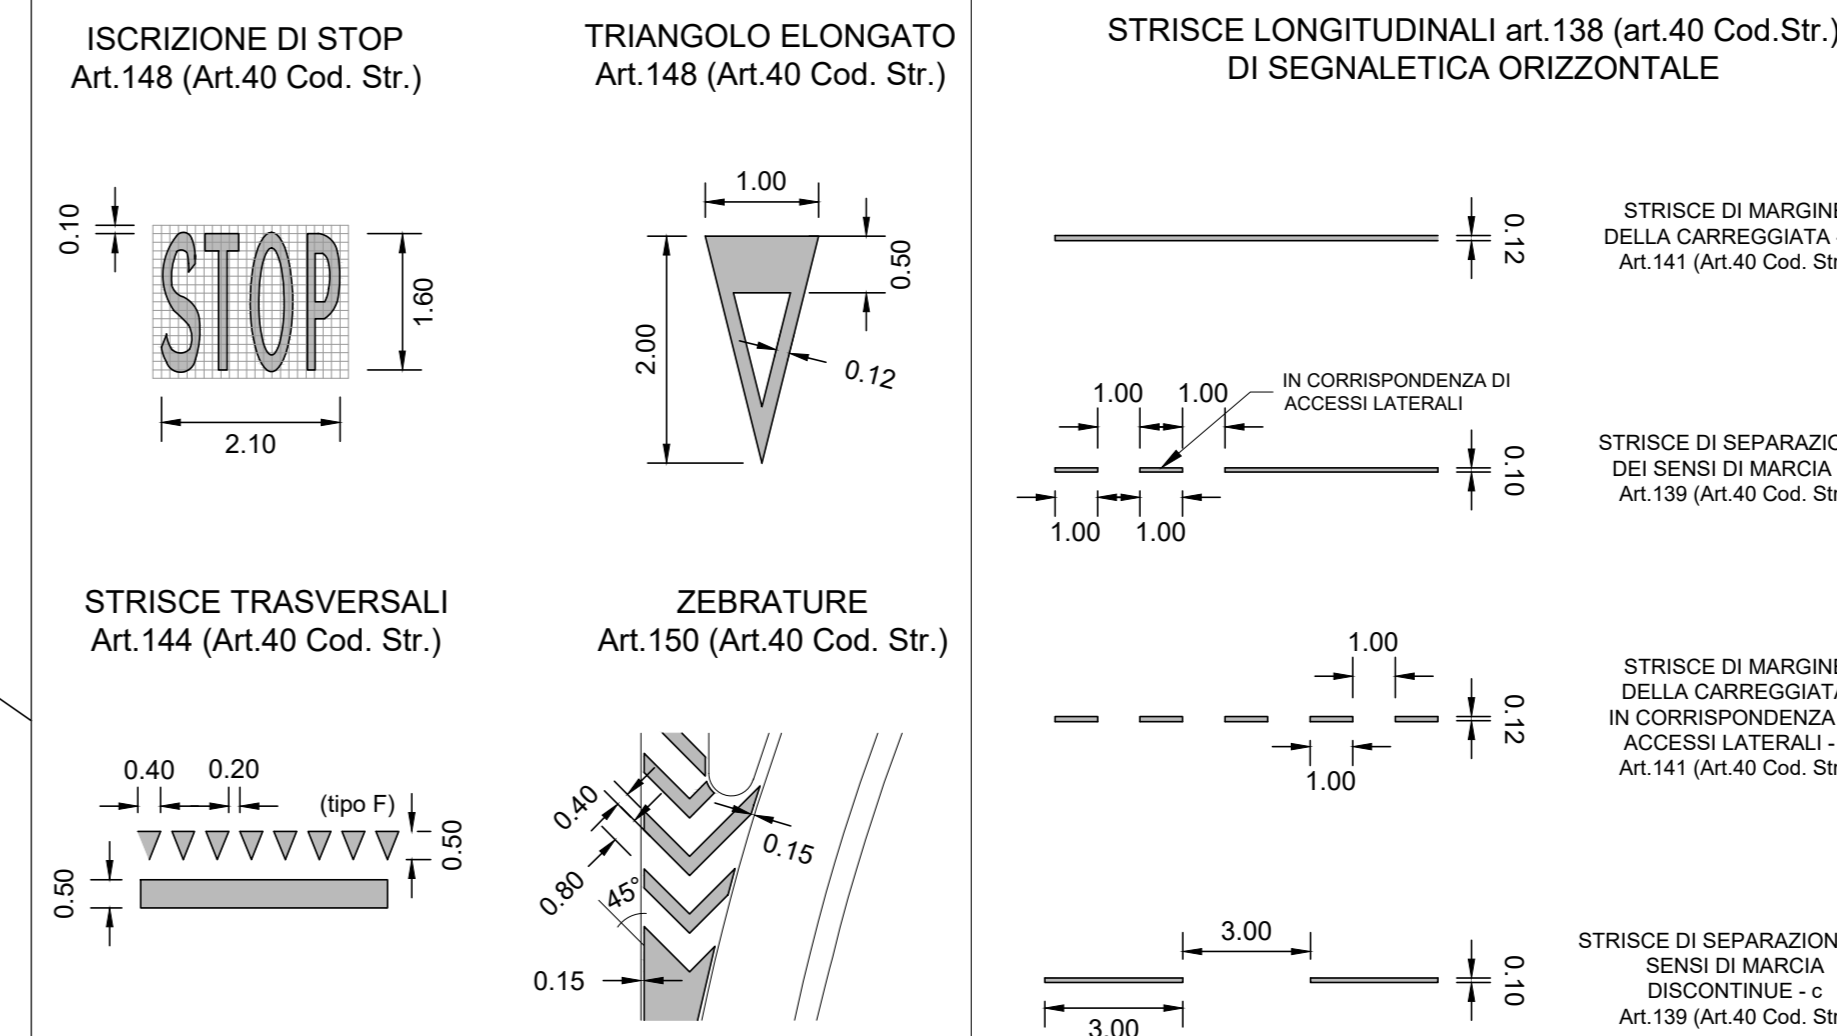 ISCRIZIONE DI STOP
Art.148 (Art.40 Cod. Str.)
0.10
STOP
1.60
2.10
TRIANGOLO ELONGATO
Art.148 (Art.40 Cod. Str.)
1.00
0.50
2.00
0.12
STRISCE TRASVERSALI
Art.144 (Art.40 Cod. Str.)
0.40 0.20
(tipo F)
0.50
0.50
ZEBRATURE
Art.150 (Art.40 Cod. Str.)
0.40
0.15
0.80
45°
0.15
STRISCE LONGITUDINALI art.138 (art.40 Cod.Str.)
DI SEGNALETICA ORIZZONTALE
0.12
STRISCE DI MARGINE
DELLA CARREGGIATA -
Art.141 (Art.40 Cod. Str
1.00 1.00
IN CORRISPONDENZA DI
ACCESSI LATERALI
0.10
1.00 1.00
STRISCE DI SEPARAZIO
DEI SENSI DI MARCIA
Art.139 (Art.40 Cod. Str
1.00
0.12
1.00
STRISCE DI MARGINE
DELLA CARREGGIATA
IN CORRISPONDENZA
ACCESSI LATERALI -
Art.141 (Art.40 Cod. Str
3.00
0.10
3.00
STRISCE DI SEPARAZION
SENSI DI MARCIA
DISCONTINUE - c
Art.139 (Art.40 Cod. Str